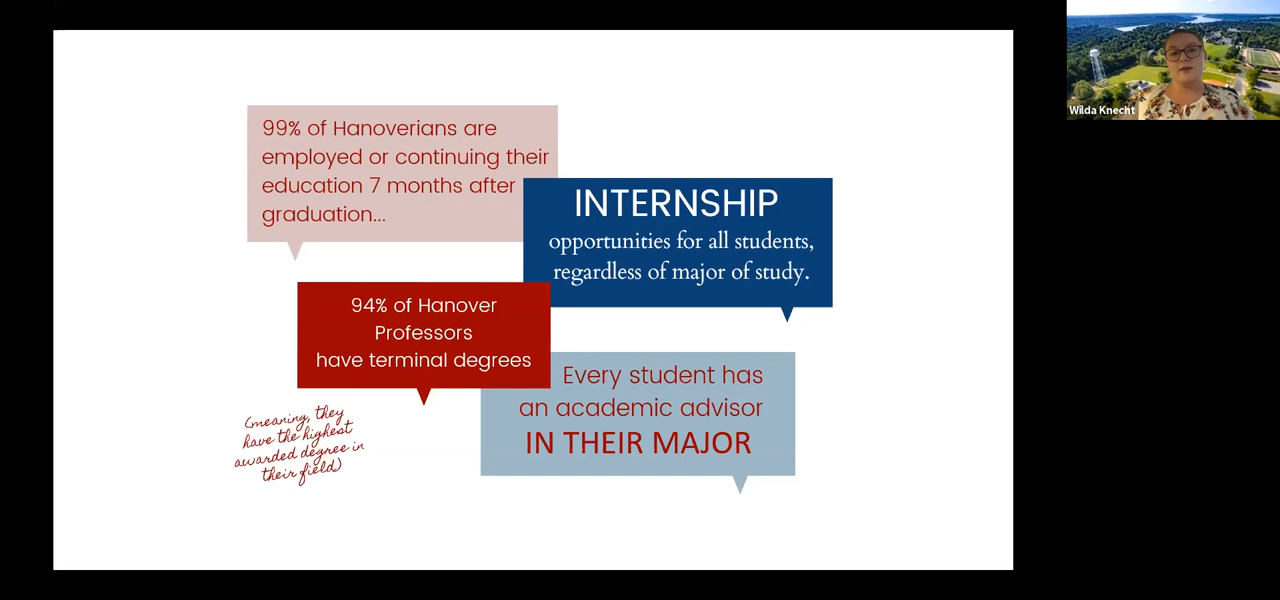 99% of Hanoverians are
employed or continuing their
education 7 months after
graduation...
INTERNSHIP
opportunities for all students,
regardless of major of study.
94% of Hanover
Professors
have terminal degrees
(meaning, they
have the highest
awarded degree in
their field)
Every student has
an academic advisor
IN THEIR MAJOR
Wilda Knecht